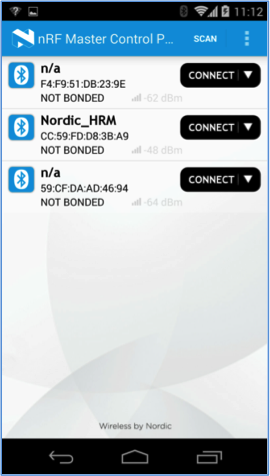 11:12
nRF Master Control P... SCAN
n/a
F4:F9:51:DB:23:9E CONNECT
NOT BONDED -62 dBm
Nordic_HRM
CC:59:FD:D8:3B:A9 CONNECT
NOT BONDED -48 dBm
n/a
59:CF:DA:AD:46:94 CONNECT
NOT BONDED -64 dBm
Wireless by Nordic